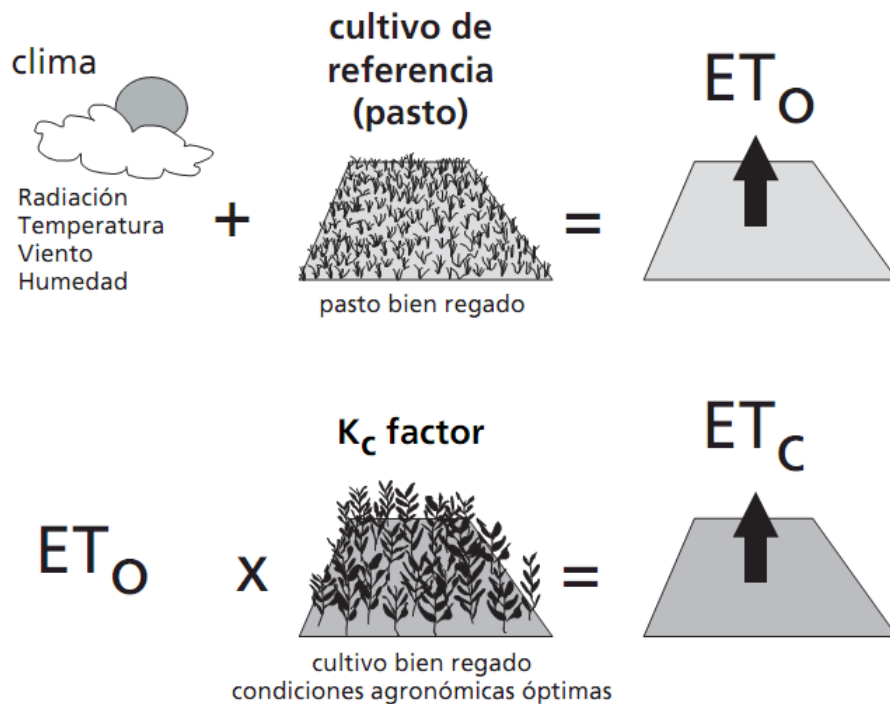 clima
Radiación
Temperatura
Viento
Humedad
+
cultivo de
referencia
(pasto)
pasto bien regado
=
ETo
ETo
x
Kc factor
cultivo bien regado
condiciones agronómicas óptimas
=
ETc